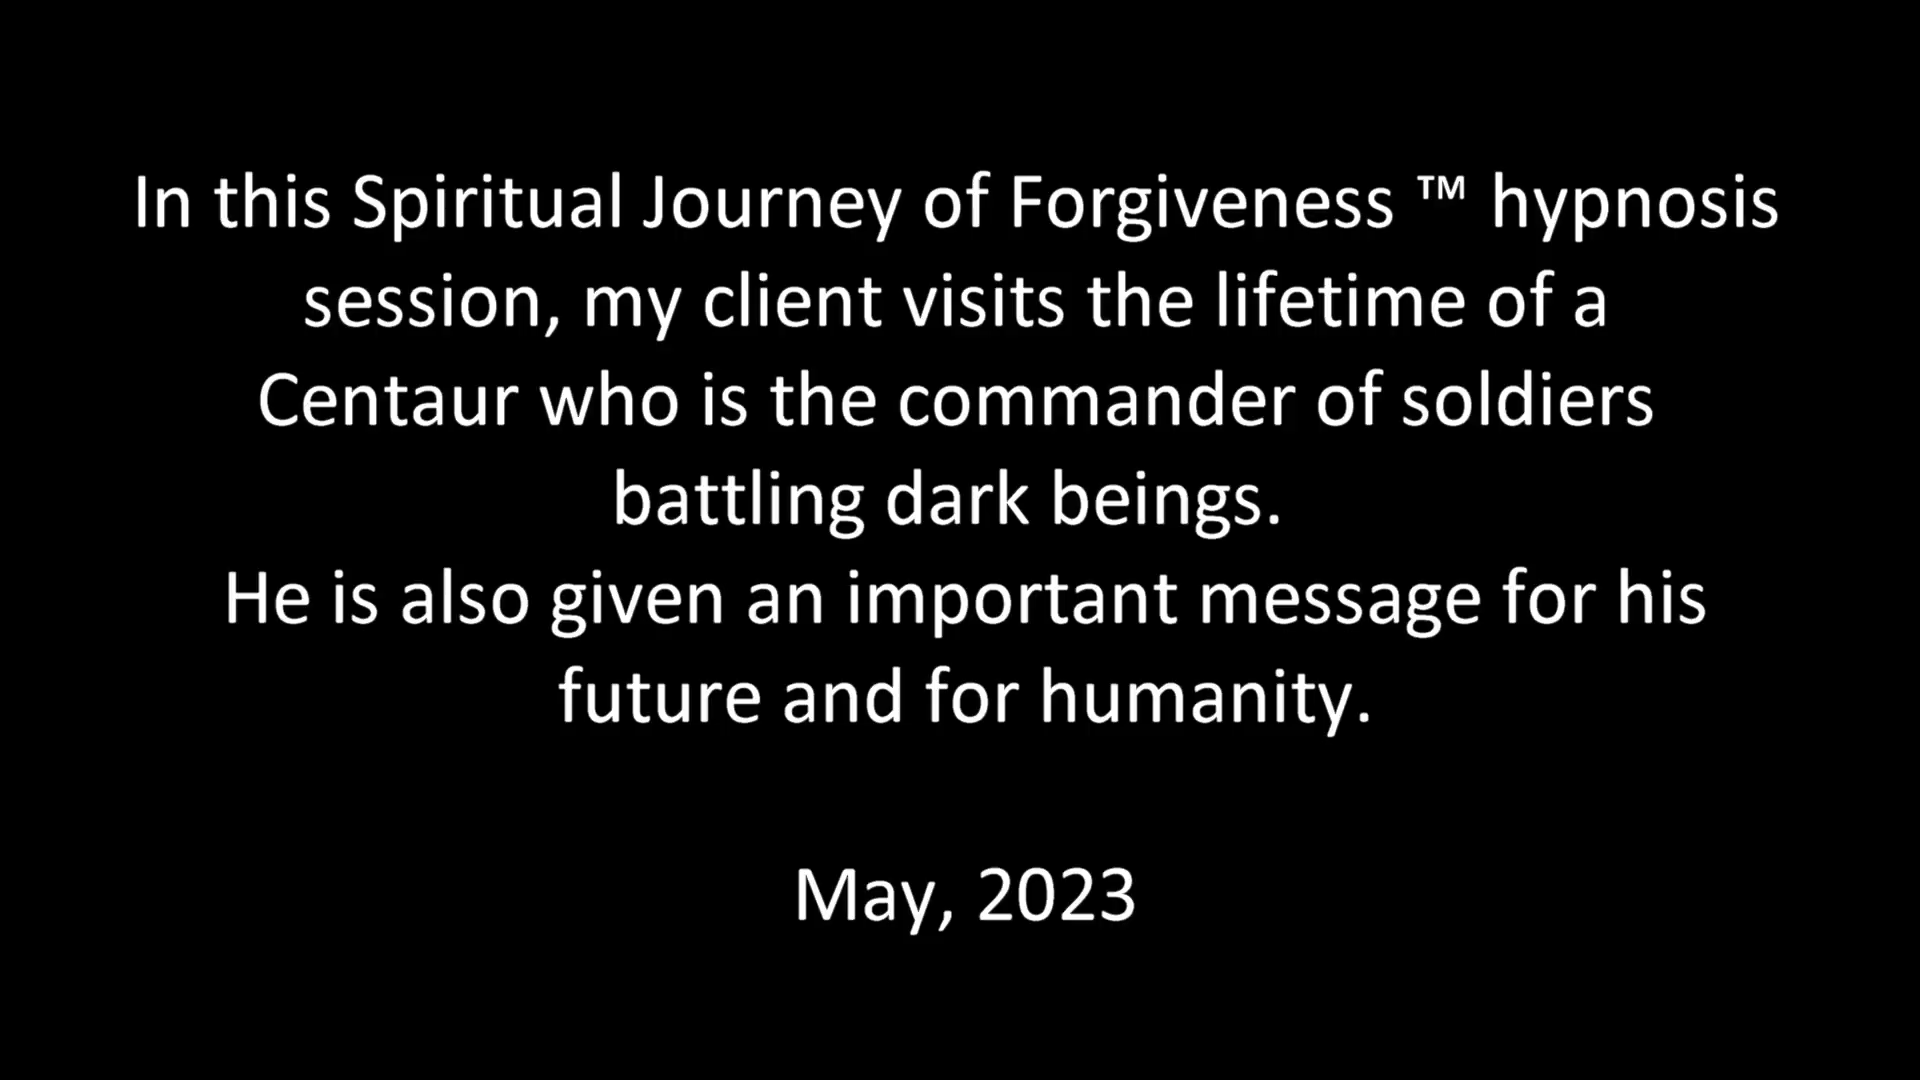 In this Spiritual Journey of Forgiveness ™ hypnosis
session, my client visits the lifetime of a
Centaur who is the commander of soldiers
battling dark beings.
He is also given an important message for his
future and for humanity.
May, 2023